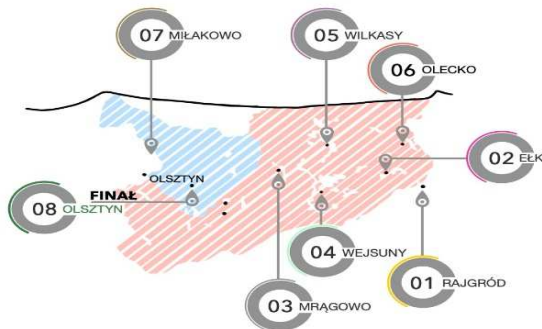 07 MIŁAKOWO
05 WILKASY
06 OLECKO
02 EŁK
OLSZTYN
FINAŁ
08 OLSZTYN
04 WEJSUNY
01 RAJGRÓD
03 MRĄGOWO